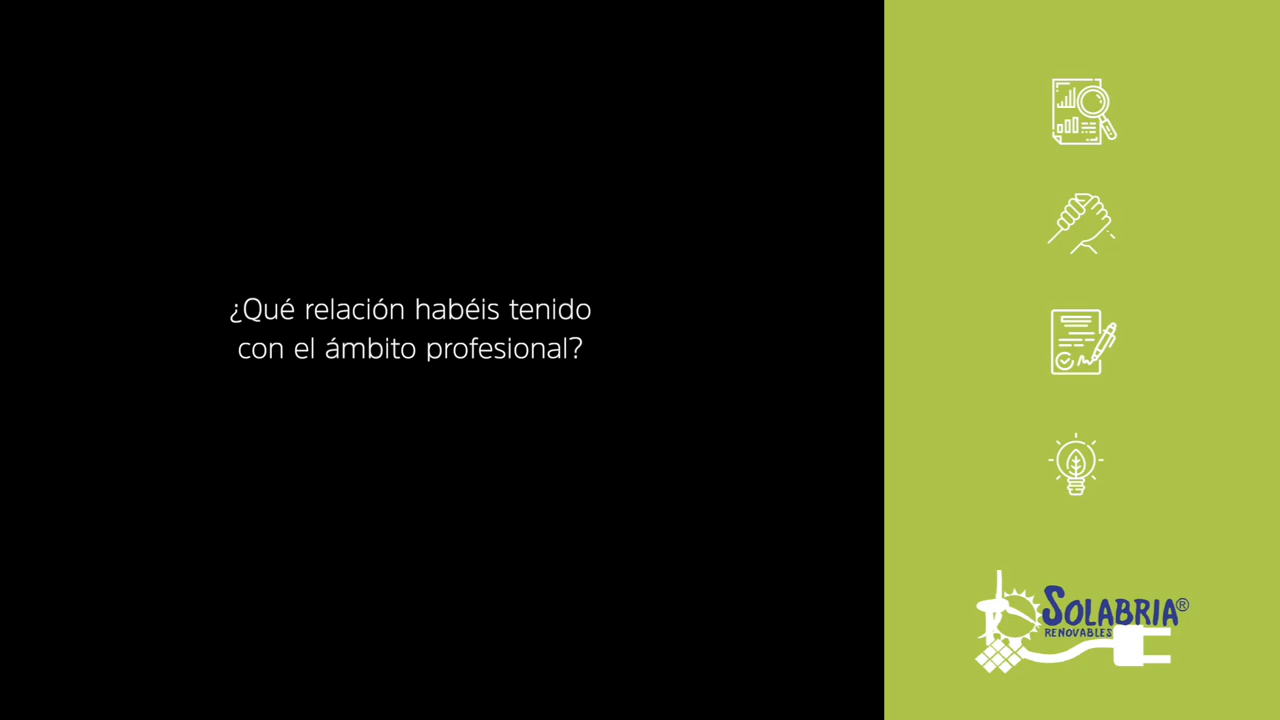 ¿Qué relación habéis tenido
con el ámbito profesional?
SOLABRIA®
RENOVABLES